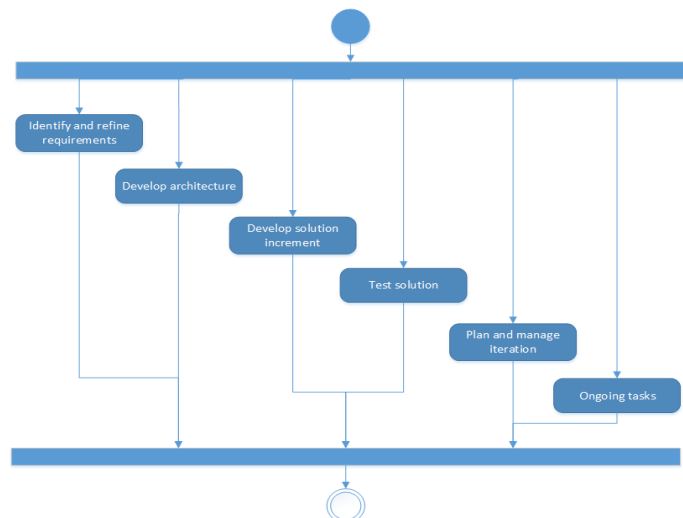 Identify and refine
requirements
Develop architecture
Develop solution
increment
Test solution
Plan and manage
iteration
Ongoing tasks